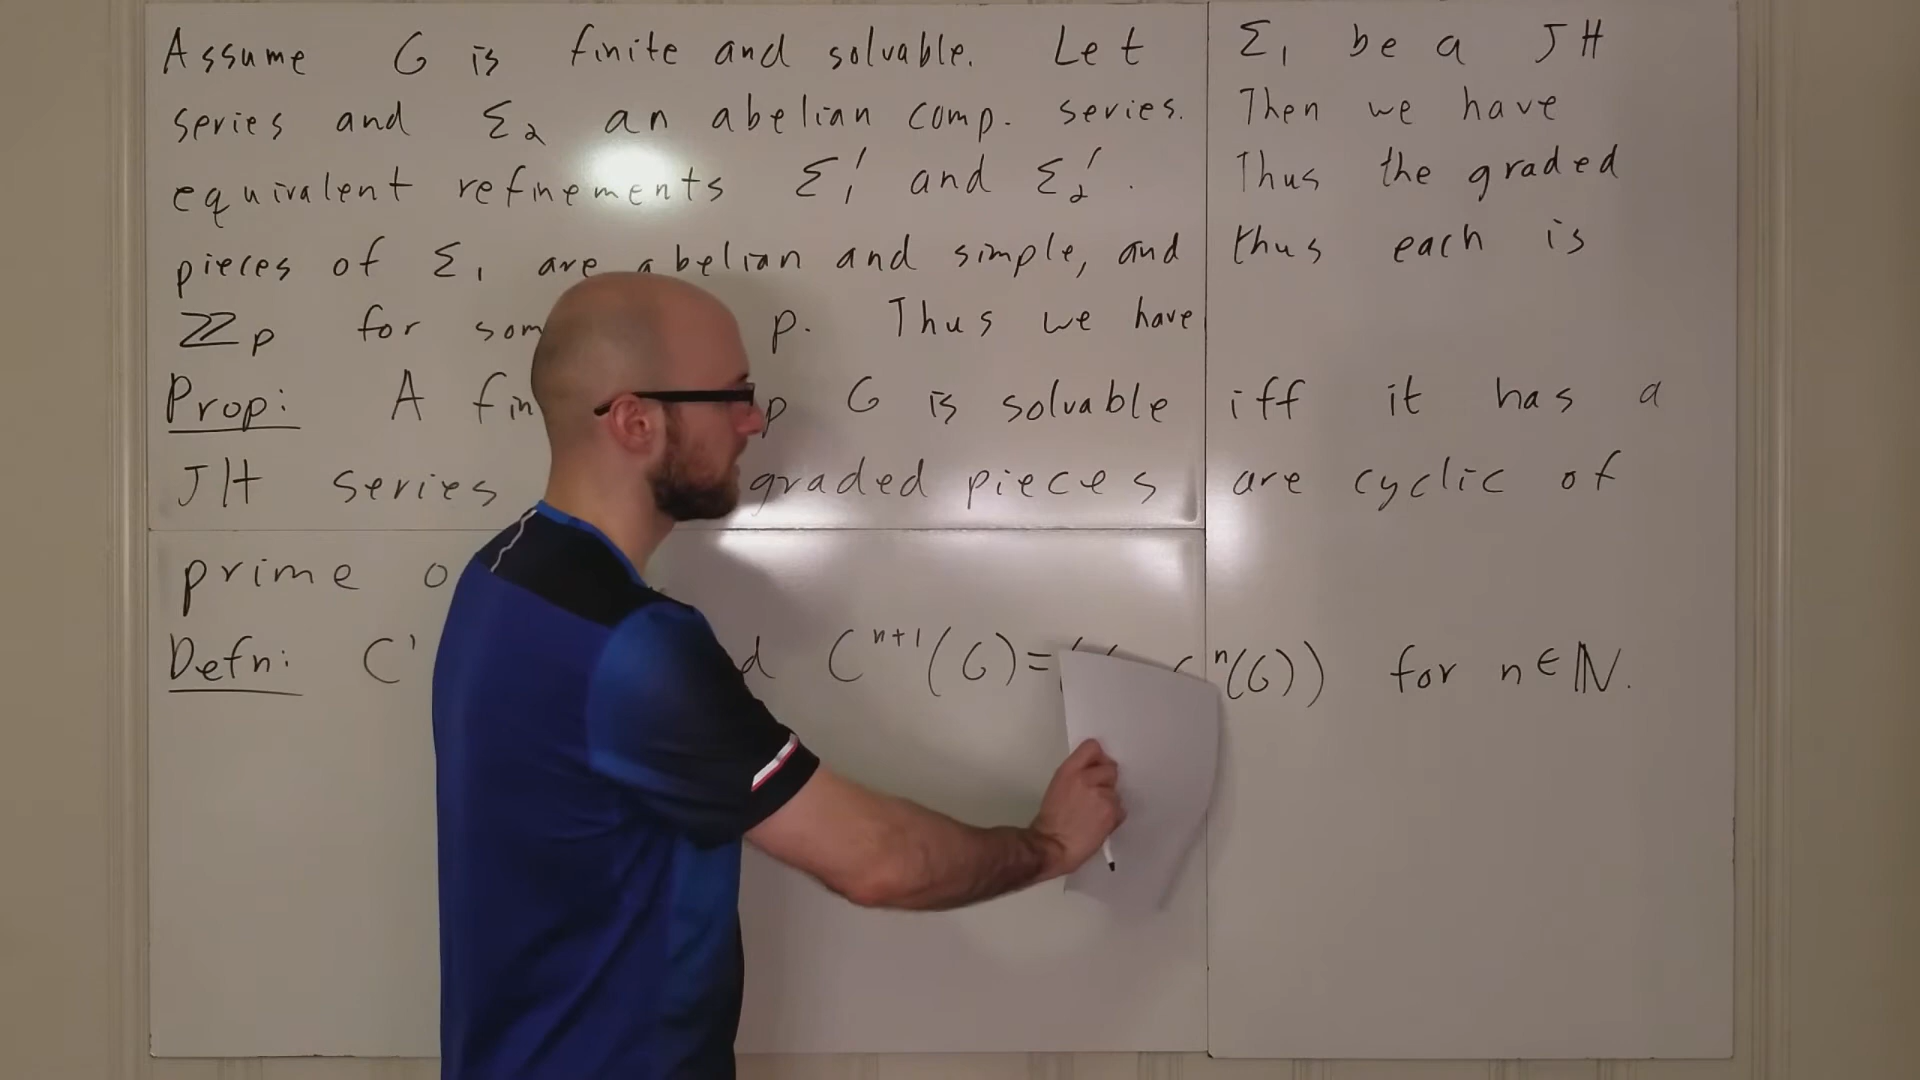 Assume G is finite and solvable. Let Σ₁ be a JH
series and Σ₂ an abelian comp. series. Then we have
equivalent refinements Σ₁′ and Σ₂′. Thus the graded
pieces of Σ₁ are abelian and simple, and thus each is
ℤp for som p. Thus we have
Prop: A fin p G is solvable iff it has a
JH series graded pieces are cyclic of
prime o
Defn: C¹ d Cⁿ⁺¹(G)=( ⁿ(G)) for n∈ℕ.